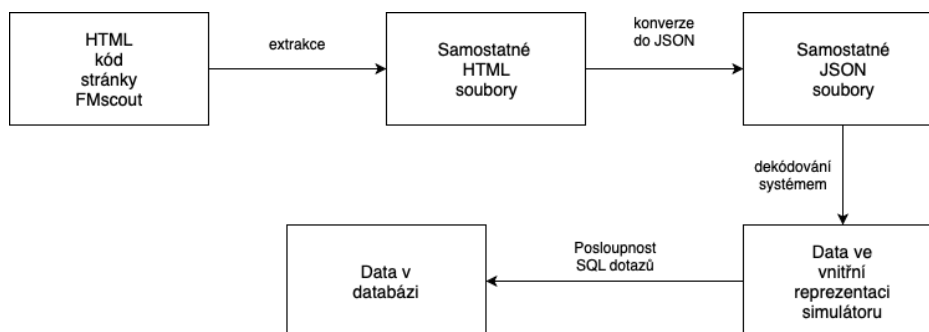 HTML
kód
stránky
FMscout
extrakce
Samostatné
HTML
soubory
konverze
do JSON
Samostatné
JSON
soubory
dekódování
systémem
Data ve
vnitřní
reprezentaci
simulátoru
Posloupnost
SQL dotazů
Data v
databázi